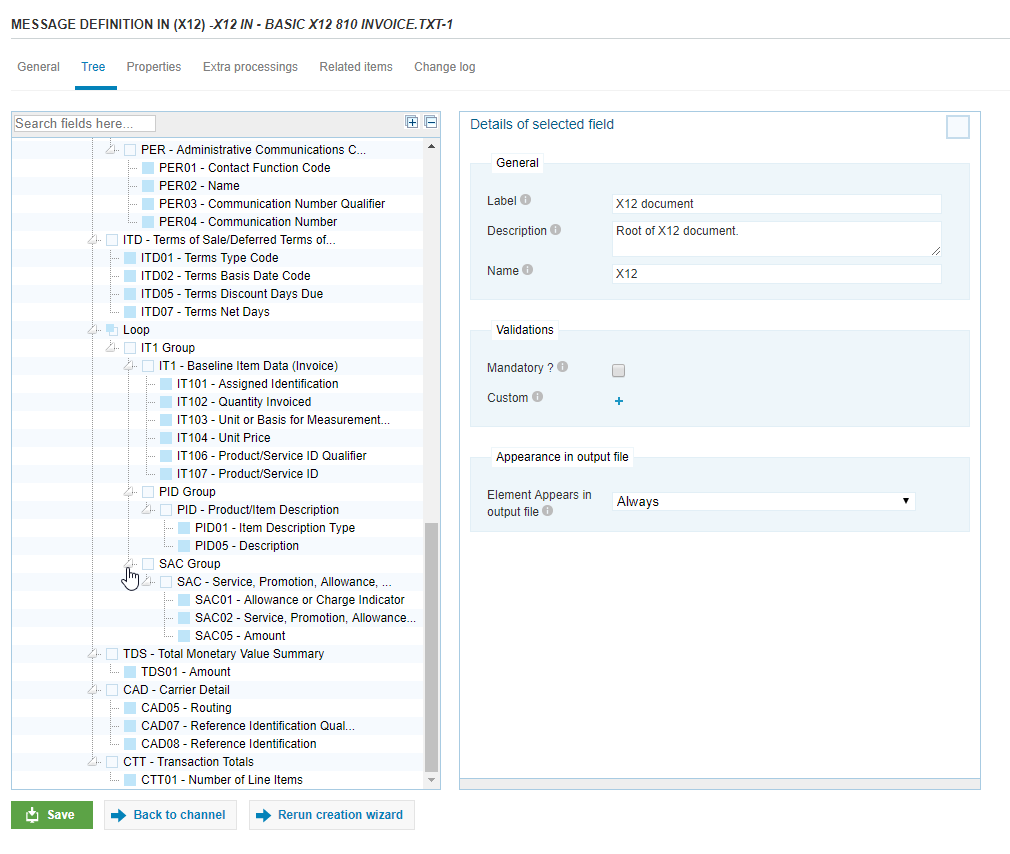 MESSAGE DEFINITION IN (X12) -X12 IN - BASIC X12 810 INVOICE.TXT-1
General Tree Properties Extra processings Related items Change log
Search fields here...
PER - Administrative Communications C...
PER01 - Contact Function Code
PER02 - Name
PER03 - Communication Number Qualifier
PER04 - Communication Number
ITD - Terms of Sale/Deferred Terms of...
ITD01 - Terms Type Code
ITD02 - Terms Basis Date Code
ITD05 - Terms Discount Days Due
ITD07 - Terms Net Days
Loop
IT1 Group
IT1 - Baseline Item Data (Invoice)
IT101 - Assigned Identification
IT102 - Quantity Invoiced
IT103 - Unit or Basis for Measurement...
IT104 - Unit Price
IT106 - Product/Service ID Qualifier
IT107 - Product/Service ID
PID Group
PID - Product/Item Description
PID01 - Item Description Type
PID05 - Description
SAC Group
SAC - Service, Promotion, Allowance, ...
SAC01 - Allowance or Charge Indicator
SAC02 - Service, Promotion, Allowance...
SAC05 - Amount
TDS - Total Monetary Value Summary
TDS01 - Amount
CAD - Carrier Detail
CAD05 - Routing
CAD07 - Reference Identification Qual...
CAD08 - Reference Identification
CTT - Transaction Totals
CTT01 - Number of Line Items
Details of selected field
General
Label X12 document
Description Root of X12 document.
Name X12
Validations
Mandatory ?
Custom
Appearance in output file
Element Appears in
output file
Always
Save Back to channel Rerun creation wizard